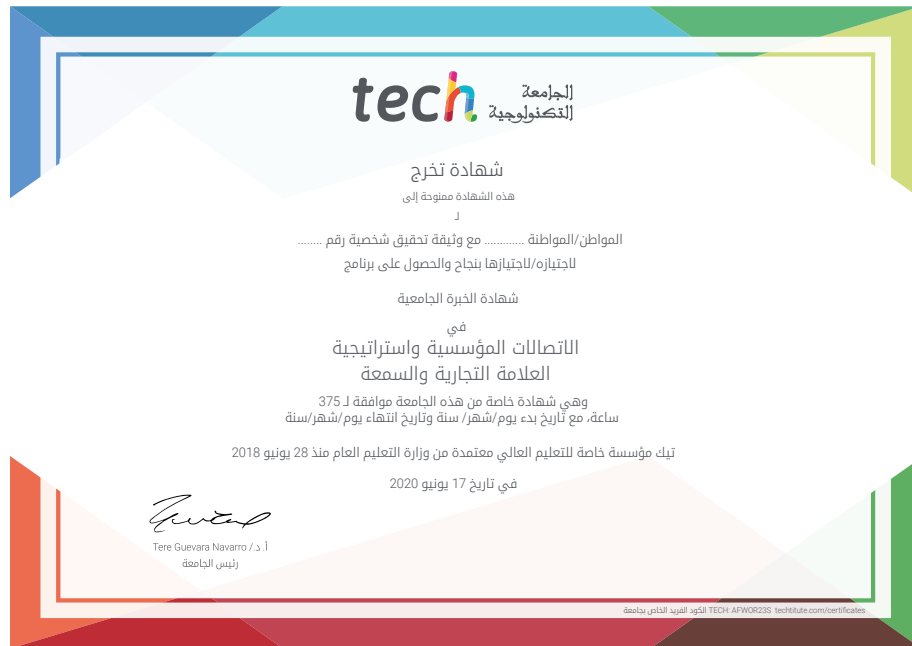 tech الجامعة
التكنولوجية
شهادة تخرج
هذه الشهادة ممنوحة إلى
لـ
المواطن/المواطنة ............ مع وثيقة تحقيق شخصية رقم ........
لاجتيازه/لاجتيازها بنجاح والحصول على برنامج
شهادة الخبرة الجامعية
في
الاتصالات المؤسسية واستراتيجية
العلامة التجارية والسمعة
وهي شهادة خاصة من هذه الجامعة موافقة لـ 375
ساعة، مع تاريخ بدء يوم/شهر/ سنة وتاريخ انتهاء يوم/شهر/سنة
تيك مؤسسة خاصة للتعليم العالي معتمدة من وزارة التعليم العام منذ 28 يونيو 2018
في تاريخ 17 يونيو 2020
أ. د./ Tere Guevara Navarro
رئيس الجامعة
الكود الفريد الخاص بجامعة TECH: AFWOR23S techtitute.com/certificates